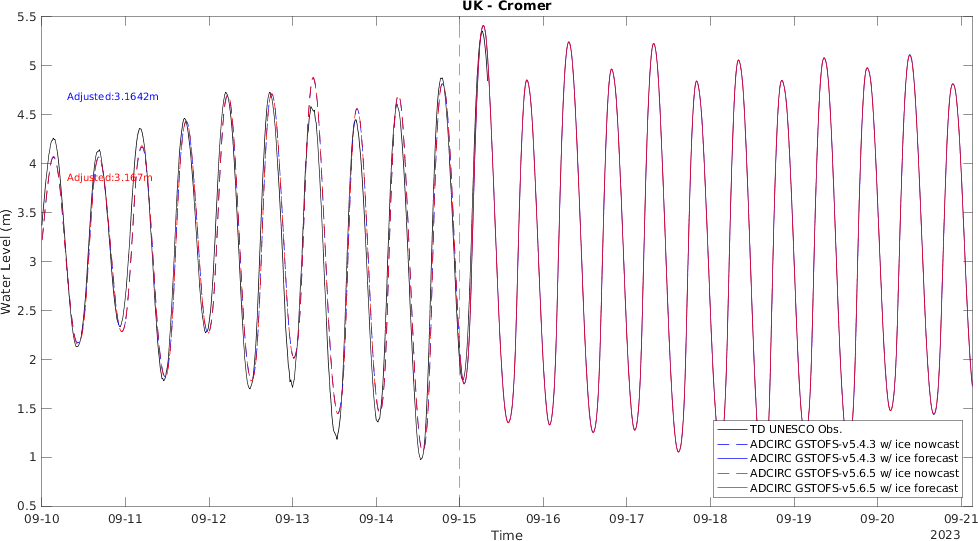 UK - Cromer
5.5
5
4.5
4
3.5
3
2.5
2
1.5
1
0.5
Water Level (m)
Adjusted:3.1642m
Adjusted:3.167m
TD UNESCO Obs.
ADCIRC GSTOFS-v5.4.3 w/ ice nowcast
ADCIRC GSTOFS-v5.4.3 w/ ice forecast
ADCIRC GSTOFS-v5.6.5 w/ ice nowcast
ADCIRC GSTOFS-v5.6.5 w/ ice forecast
09-10 09-11 09-12 09-13 09-14 09-15 09-16 09-17 09-18 09-19 09-20 09-21
Time
2023